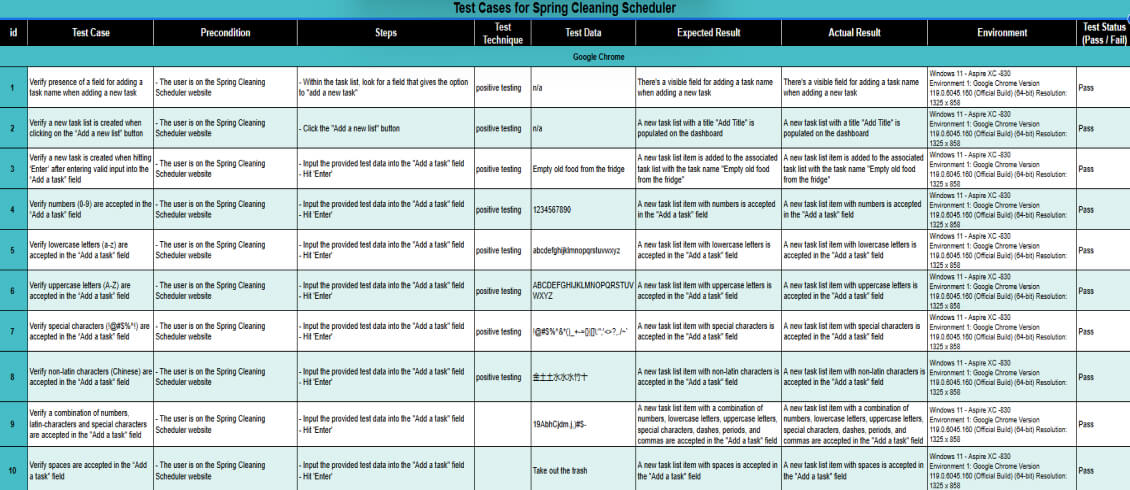 Test Cases for Spring Cleaning Scheduler
id Test Case Precondition Steps Test Technique Test Data Expected Result Actual Result Environment Test Status (Pass / Fail)
Google Chrome
1 Verify presence of a field for adding a task name when adding a new task - The user is on the Spring Cleaning Scheduler website - Within the task list, look for a field that gives the option to "add a new task" positive testing n/a There's a visible field for adding a task name when adding a new task There's a visible field for adding a task name when adding a new task Windows 11 - Aspire XC -830 Environment 1: Google Chrome Version 119.0.6045.160 (Official Build) (64-bit) Resolution: 1325 x 858 Pass
2 Verify a new task list is created when clicking on the "Add a new list" button - The user is on the Spring Cleaning Scheduler website - Click the "Add a new list" button positive testing n/a A new task list with a title "Add Title" is populated on the dashboard A new task list with a title "Add Title" is populated on the dashboard Windows 11 - Aspire XC -830 Environment 1: Google Chrome Version 119.0.6045.160 (Official Build) (64-bit) Resolution: 1325 x 858 Pass
3 Verify a new task is created when hitting 'Enter' after entering valid input into the "Add a task" field - The user is on the Spring Cleaning Scheduler website - Input the provided test data into the "Add a task" field - Hit 'Enter' positive testing Empty old food from the fridge A new task list item is added to the associated task list with the task name "Empty old food from the fridge" A new task list item is added to the associated task list with the task name "Empty old food from the fridge" Windows 11 - Aspire XC -830 Environment 1: Google Chrome Version 119.0.6045.160 (Official Build) (64-bit) Resolution: 1325 x 858 Pass
4 Verify numbers (0-9) are accepted in the "Add a task" field - The user is on the Spring Cleaning Scheduler website - Input the provided test data into the "Add a task" field - Hit 'Enter' positive testing 1234567890 A new task list item with numbers is accepted in the "Add a task" field A new task list item with numbers is accepted in the "Add a task" field Windows 11 - Aspire XC -830 Environment 1: Google Chrome Version 119.0.6045.160 (Official Build) (64-bit) Resolution: 1325 x 858 Pass
5 Verify lowercase letters (a-z) are accepted in the "Add a task" field - The user is on the Spring Cleaning Scheduler website - Input the provided test data into the "Add a task" field - Hit 'Enter' positive testing abcdefghijklmnopqrstuvwxyz A new task list item with lowercase letters is accepted in the "Add a task" field A new task list item with lowercase letters is accepted in the "Add a task" field Windows 11 - Aspire XC -830 Environment 1: Google Chrome Version 119.0.6045.160 (Official Build) (64-bit) Resolution: 1325 x 858 Pass
6 Verify uppercase letters (A-Z) are accepted in the "Add a task" field - The user is on the Spring Cleaning Scheduler website - Input the provided test data into the "Add a task" field - Hit 'Enter' positive testing ABCDEFGHIJKLMNOPQRSTUVWXYZ A new task list item with uppercase letters is accepted in the "Add a task" field A new task list item with uppercase letters is accepted in the "Add a task" field Windows 11 - Aspire XC -830 Environment 1: Google Chrome Version 119.0.6045.160 (Official Build) (64-bit) Resolution: 1325 x 858 Pass
7 Verify special characters (!@#$%^!) are accepted in the "Add a task" field - The user is on the Spring Cleaning Scheduler website - Input the provided test data into the "Add a task" field - Hit 'Enter' positive testing A new task list item with special characters is accepted in the "Add a task" field A new task list item with special characters is accepted in the "Add a task" field Windows 11 - Aspire XC -830 Environment 1: Google Chrome Version 119.0.6045.160 (Official Build) (64-bit) Resolution: 1325 x 858 Pass
8 Verify non-latin characters (Chinese) are accepted in the "Add a task" field - The user is on the Spring Cleaning Scheduler website - Input the provided test data into the "Add a task" field - Hit 'Enter' positive testing 金土土水水水竹十 A new task list item with non-latin characters is accepted in the "Add a task" field A new task list item with non-latin characters is accepted in the "Add a task" field Windows 11 - Aspire XC -830 Environment 1: Google Chrome Version 119.0.6045.160 (Official Build) (64-bit) Resolution: 1325 x 858 Pass
9 Verify a combination of numbers, latin-characters and special characters are accepted in the "Add a task" field - The user is on the Spring Cleaning Scheduler website - Input the provided test data into the "Add a task" field - Hit 'Enter' 19AbhCjdm.j,)#$- A new task list item with a combination of numbers, lowercase letters, uppercase letters, special characters, dashes, periods, and commas are accepted in the "Add a task" field A new task list item with a combination of numbers, lowercase letters, uppercase letters, special characters, dashes, periods, and commas are accepted in the "Add a task" field Windows 11 - Aspire XC -830 Environment 1: Google Chrome Version 119.0.6045.160 (Official Build) (64-bit) Resolution: 1325 x 858 Pass
10 Verify spaces are accepted in the "Add a task" field - The user is on the Spring Cleaning Scheduler website - Input the provided test data into the "Add a task" field - Hit 'Enter' Take out the trash A new task list item with spaces is accepted in the "Add a task" field A new task list item with spaces is accepted in the "Add a task" field Windows 11 - Aspire XC -830 Environment 1: Google Chrome Version 119.0.6045.160 (Official Build) (64-bit) Resolution: 1325 x 858 Pass